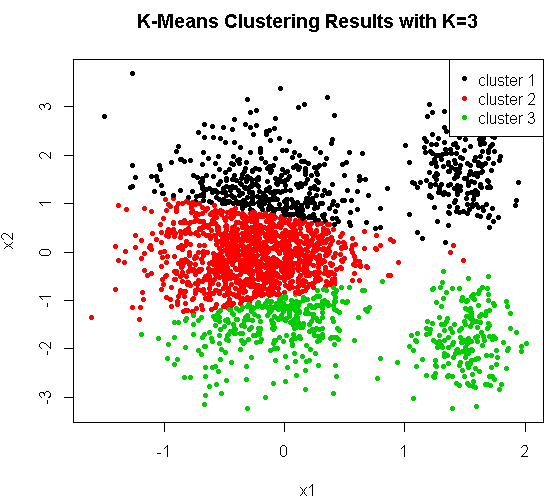 K-Means Clustering Results with K=3
cluster 1
cluster 2
cluster 3
3
2
1
0
-1
-2
-3
x2
-1
0
1
2
x1